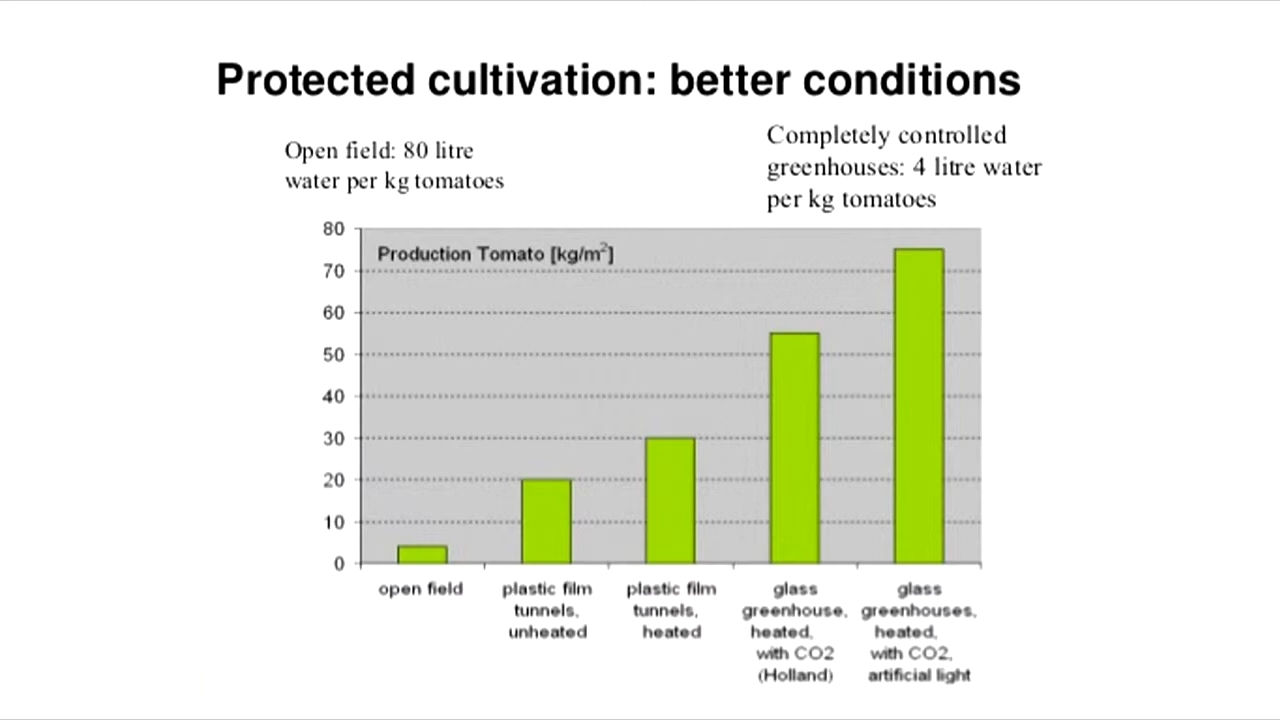 Protected cultivation: better conditions
Open field: 80 litre
water per kg tomatoes
Completely controlled
greenhouses: 4 litre water
per kg tomatoes
Production Tomato [kg/m²]
80
70
60
50
40
30
20
10
0
open field
plastic film
tunnels,
unheated
plastic film
tunnels,
heated
glass
greenhouse,
heated,
with CO2
(Holland)
glass
greenhouses,
heated,
with CO2,
artificial light